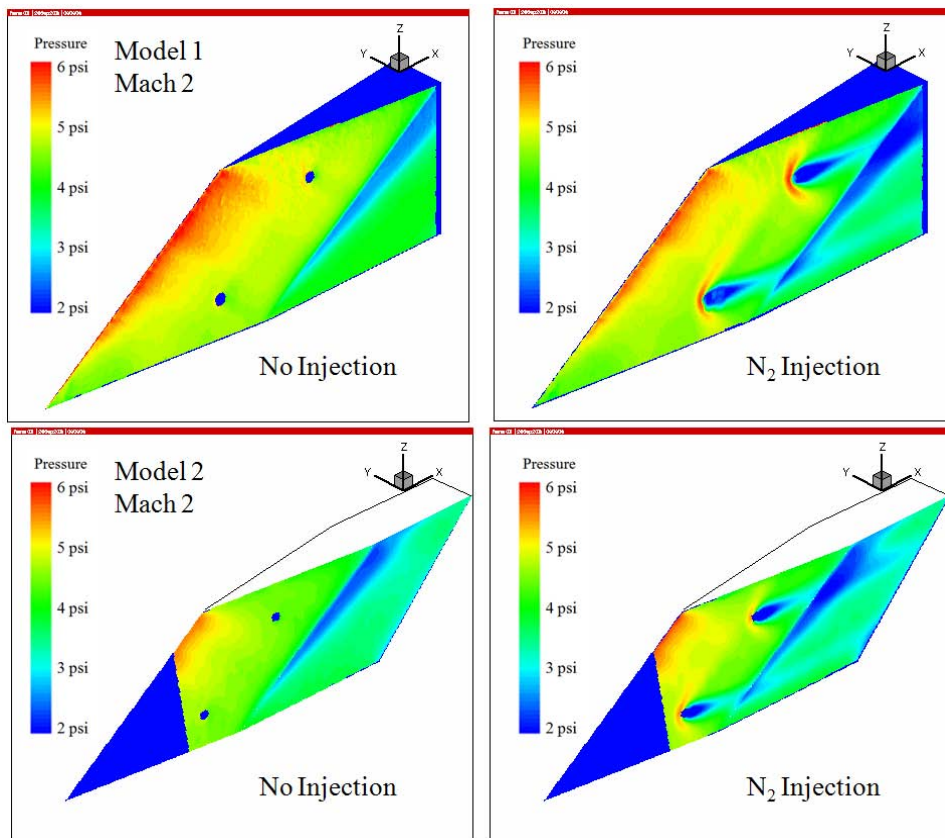 Pressure
6 psi
5 psi
4 psi
3 psi
2 psi
Model 1
Mach 2
Z
Y
X
No Injection
Pressure
6 psi
5 psi
4 psi
3 psi
2 psi
Z
Y
X
N₂ Injection
Pressure
6 psi
5 psi
4 psi
3 psi
2 psi
Model 2
Mach 2
Z
Y
X
No Injection
Pressure
6 psi
5 psi
4 psi
3 psi
2 psi
Z
Y
X
N₂ Injection